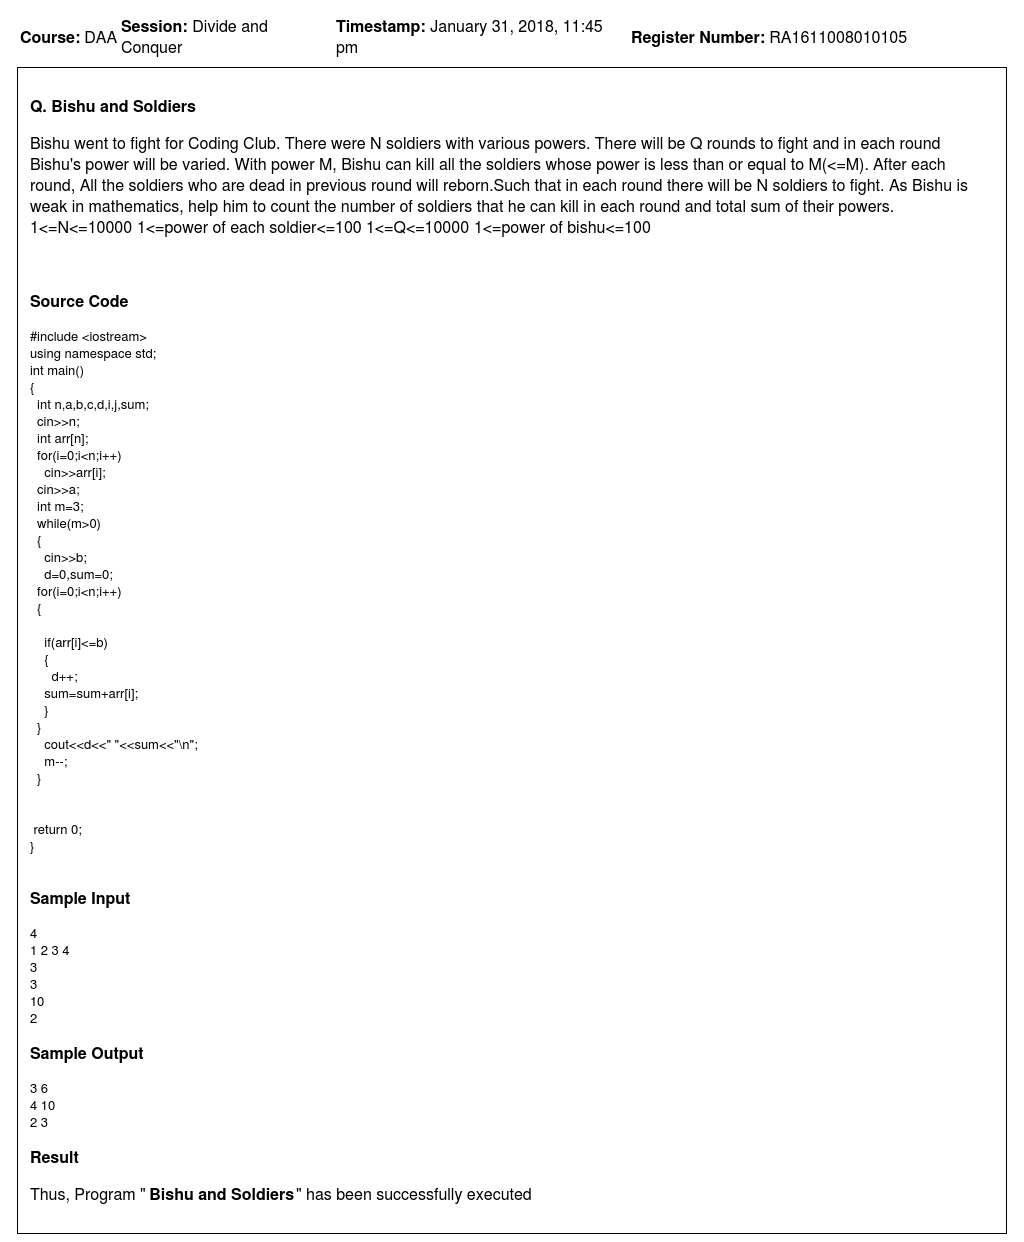 Course: DAA Session: Divide and Conquer Timestamp: January 31, 2018, 11:45 pm Register Number: RA1611008010105
Q. Bishu and Soldiers
Bishu went to fight for Coding Club. There were N soldiers with various powers. There will be Q rounds to fight and in each round
Bishu's power will be varied. With power M, Bishu can kill all the soldiers whose power is less than or equal to M(<=M). After each
round, All the soldiers who are dead in previous round will reborn.Such that in each round there will be N soldiers to fight. As Bishu is
weak in mathematics, help him to count the number of soldiers that he can kill in each round and total sum of their powers.
1<=N<=10000 1<=power of each soldier<=100 1<=Q<=10000 1<=power of bishu<=100
Source Code
#include <iostream>
using namespace std;
int main()
{
int n,a,b,c,d,i,j,sum;
cin>>n;
int arr[n];
for(i=0;i<n;i++)
cin>>arr[i];
cin>>a;
int m=3;
while(m>0)
{
cin>>b;
d=0,sum=0;
for(i=0;i<n;i++)
{
if(arr[i]<=b)
{
d++;
sum=sum+arr[i];
}
}
cout<<d<<" "<<sum<<"\n";
m--;
}
return 0;
}
Sample Input
4
1 2 3 4
3
3
10
2
Sample Output
3 6
4 10
2 3
Result
Thus, Program " Bishu and Soldiers" has been successfully executed